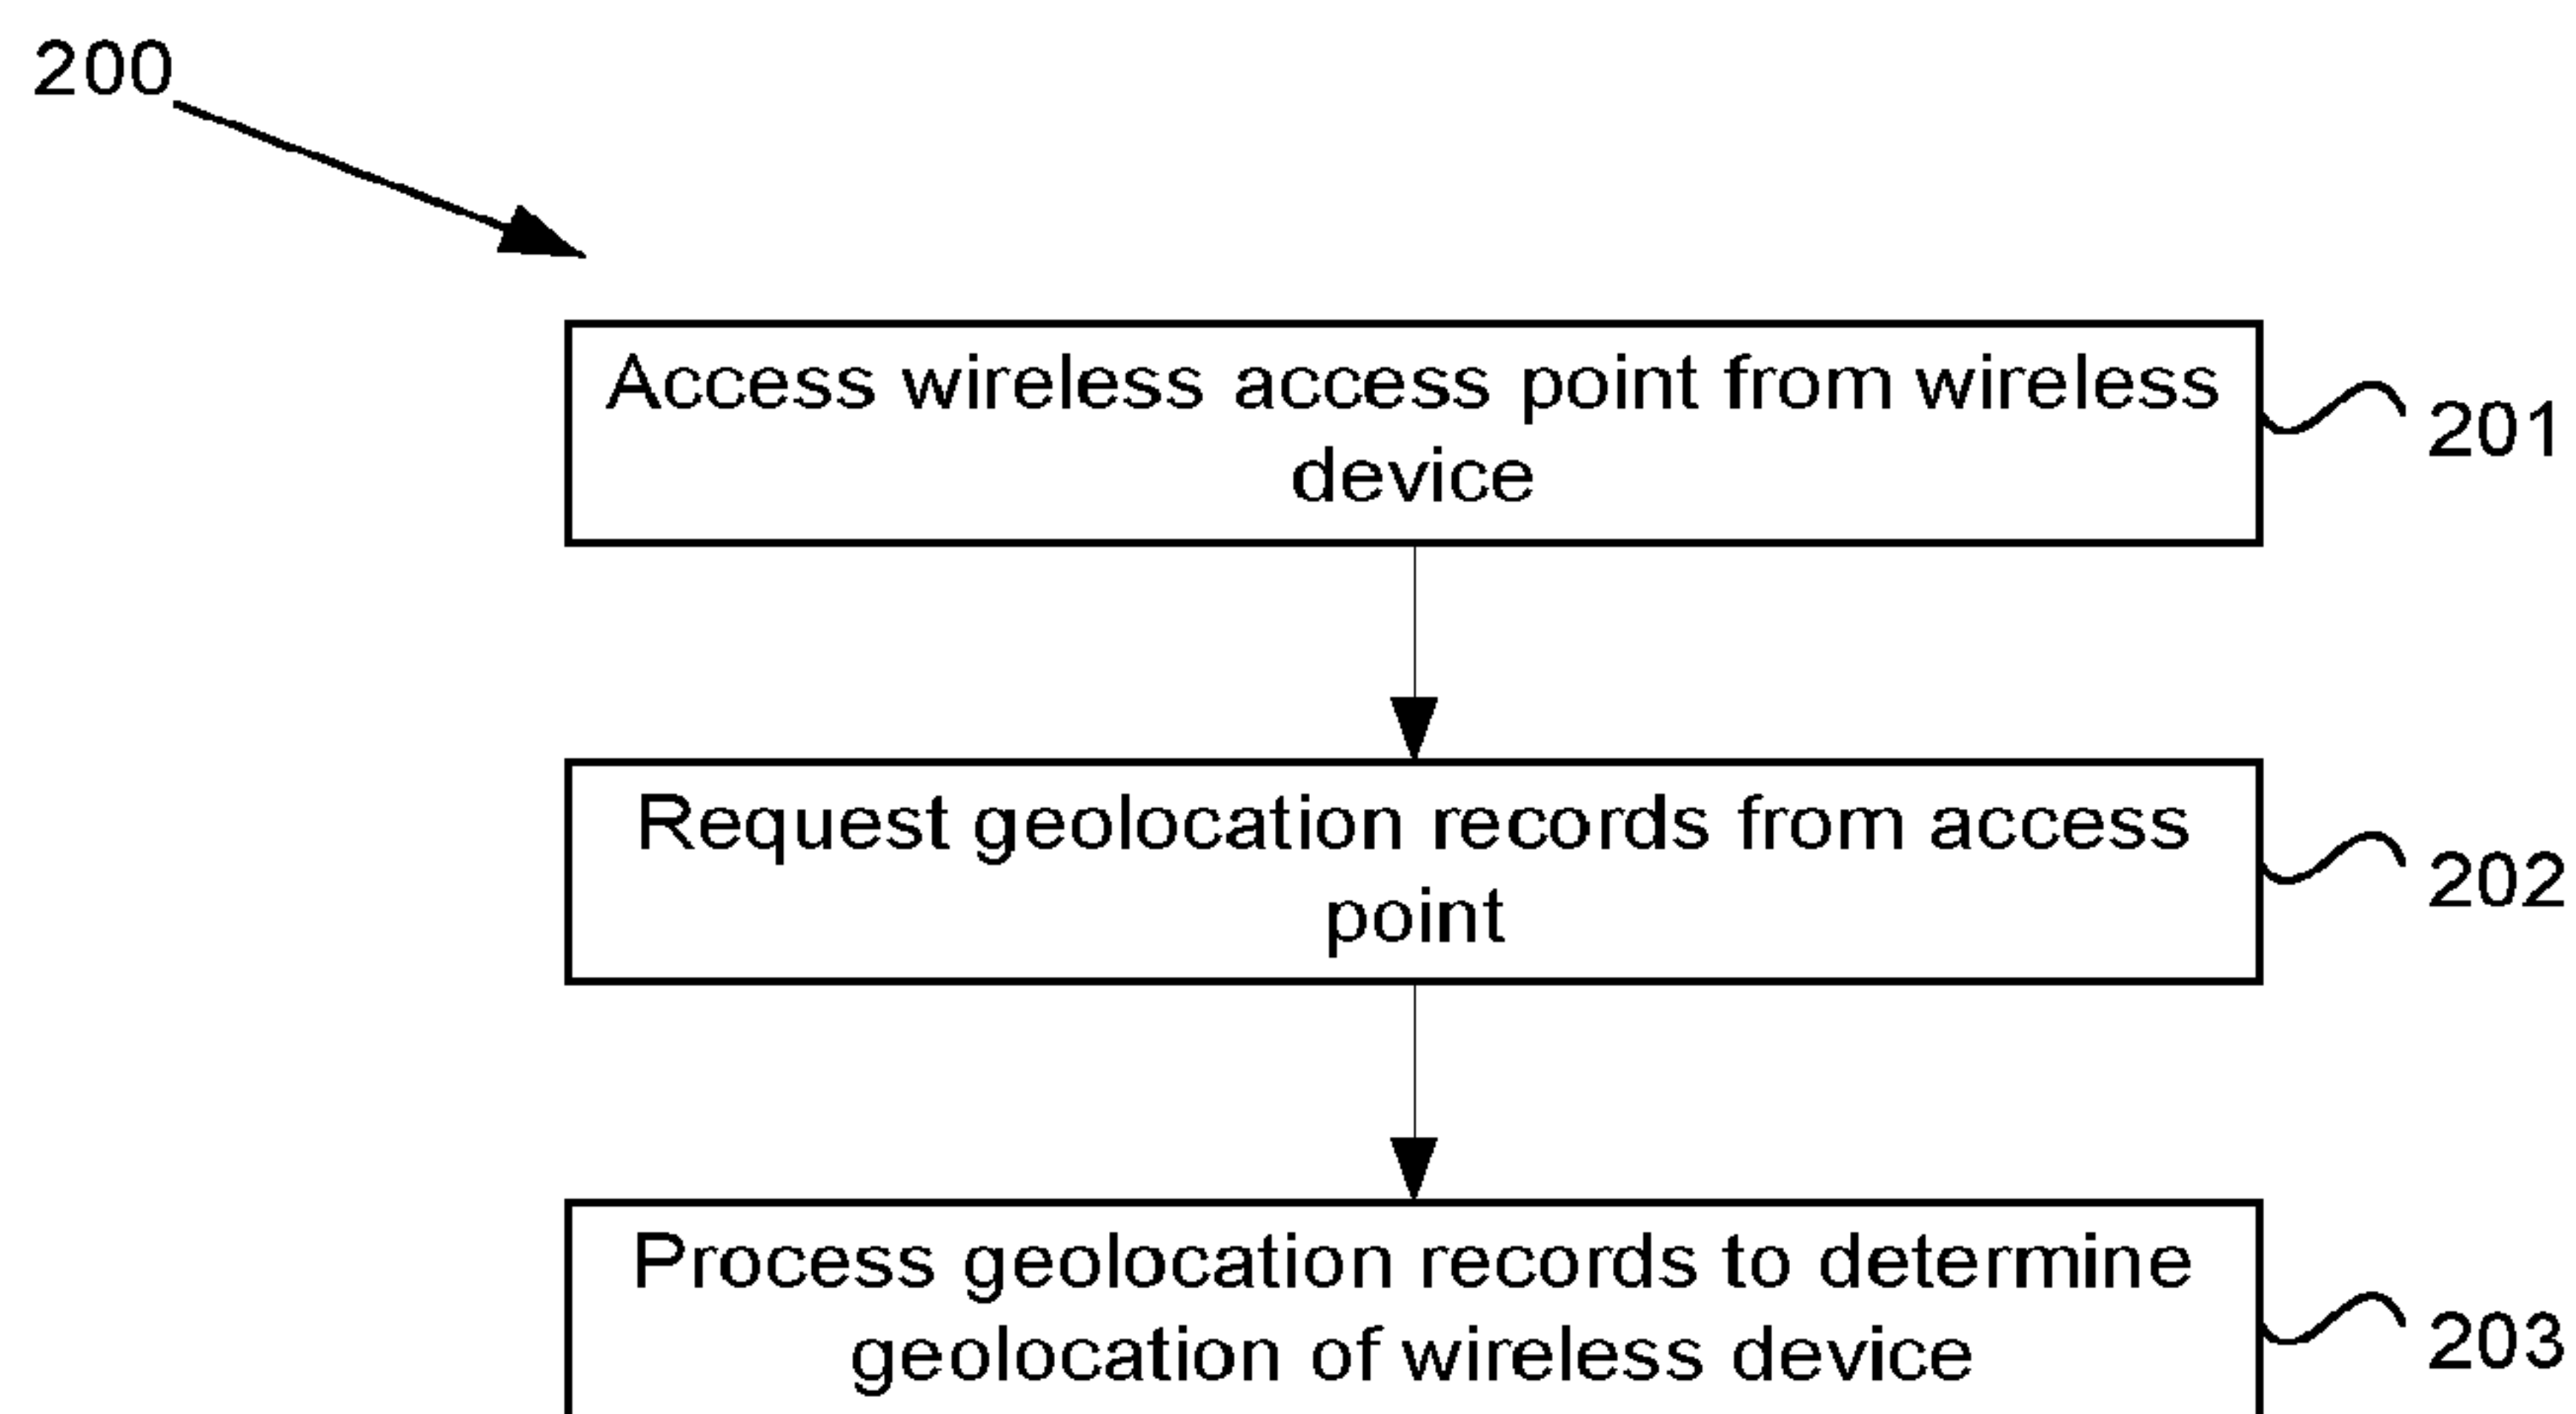 200
Access wireless access point from wireless
device
201
Request geolocation records from access
point
202
Process geolocation records to determine
geolocation of wireless device
203